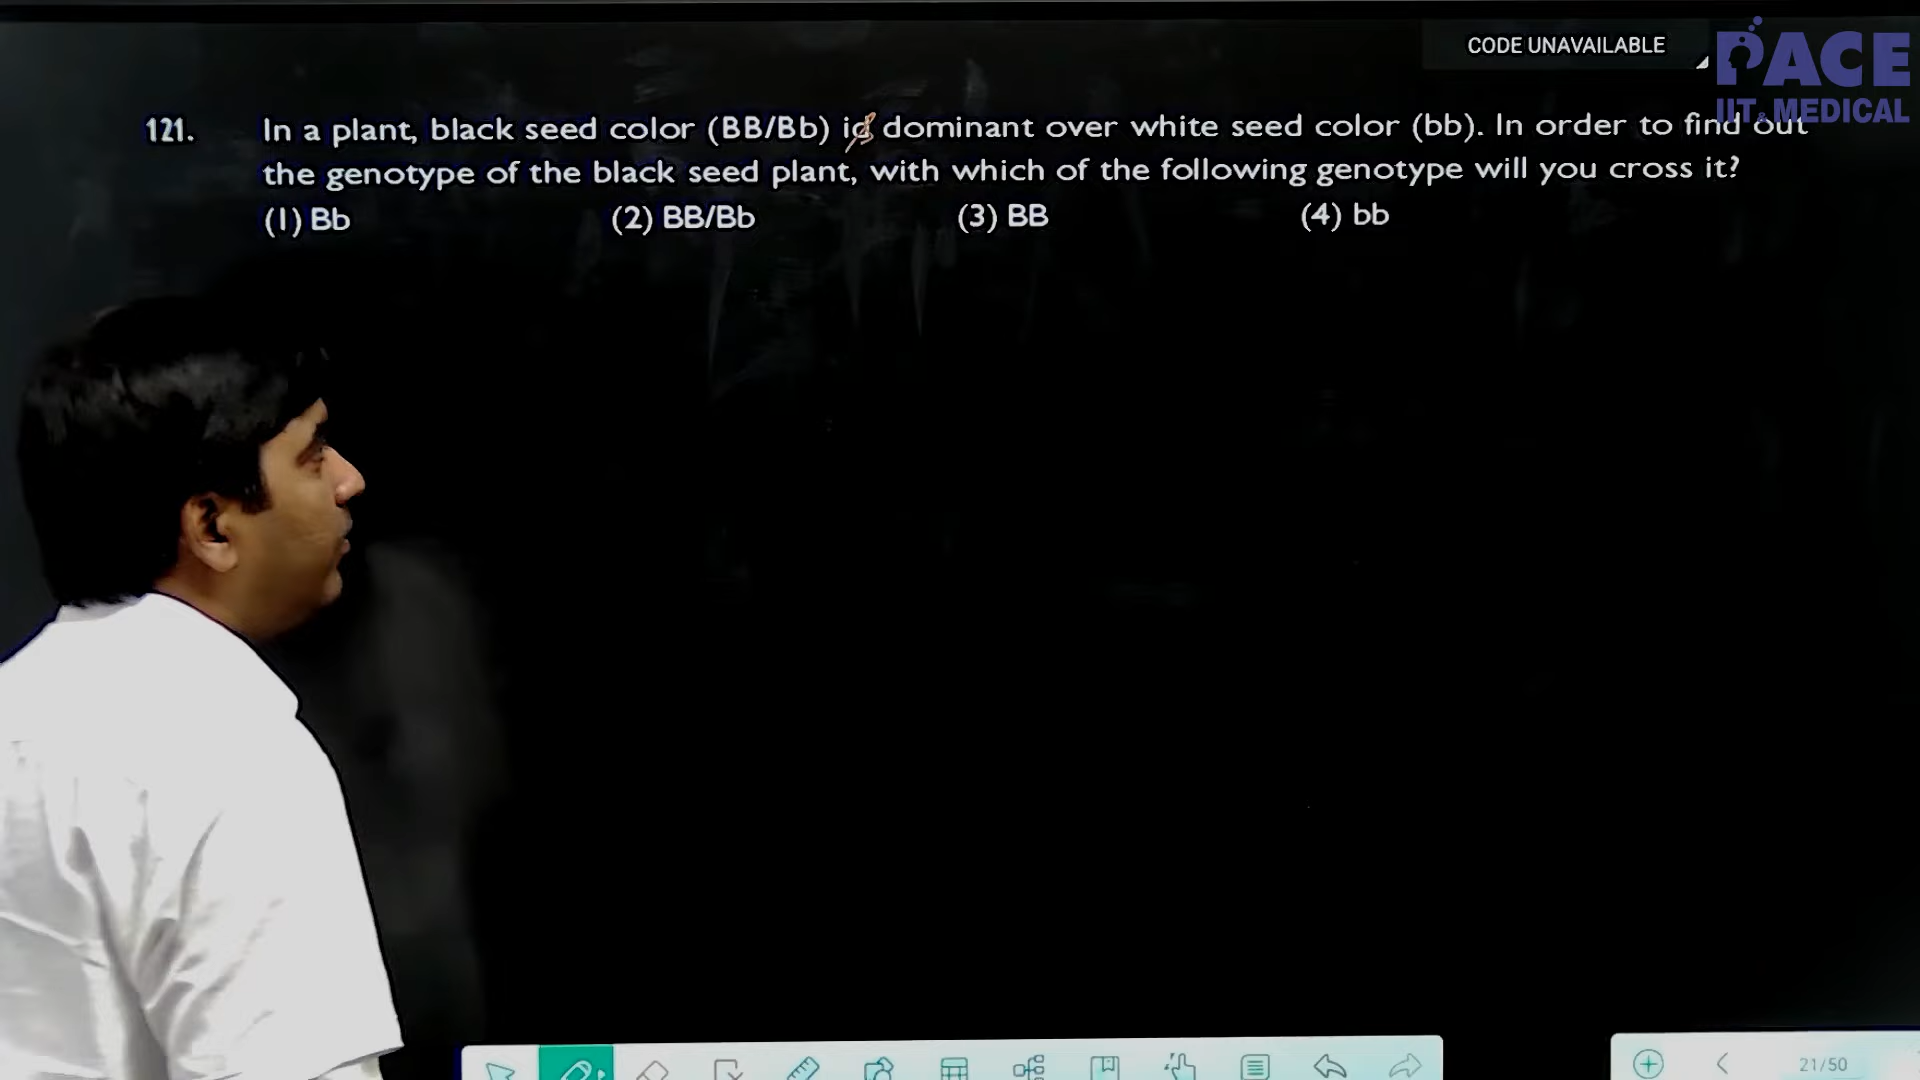 CODE UNAVAILABLE
PACE
IIT & MEDICAL
121. In a plant, black seed color (BB/Bb) is dominant over white seed color (bb). In order to find out
the genotype of the black seed plant, with which of the following genotype will you cross it?
(1) Bb (2) BB/Bb (3) BB (4) bb
21/50